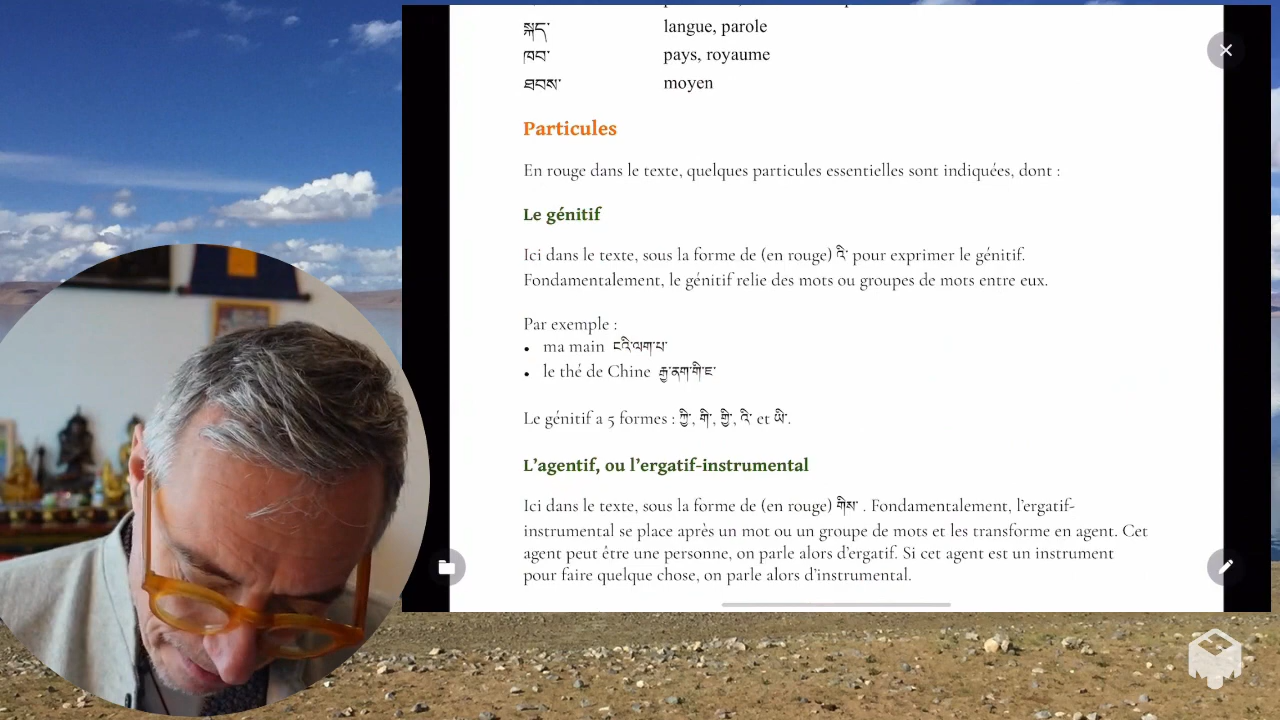 སྐད་ langue, parole
ཁབ་ pays, royaume
ཐབས་ moyen
Particules
En rouge dans le texte, quelques particules essentielles sont indiquées, dont :
Le génitif
Ici dans le texte, sous la forme de (en rouge) འི་ pour exprimer le génitif.
Fondamentalement, le génitif relie des mots ou groupes de mots entre eux.
Par exemple :
• ma main ངའི་ལག་པ་
• le thé de Chine རྒྱ་ནག་གི་ཇ་
Le génitif a 5 formes : ཀྱི་, གི་, གྱི་, འི་ et ཡི་.
L’agentif, ou l’ergatif-instrumental
Ici dans le texte, sous la forme de (en rouge) གིས་ . Fondamentalement, l’ergatif-
instrumental se place après un mot ou un groupe de mots et les transforme en agent. Cet
agent peut être une personne, on parle alors d’ergatif. Si cet agent est un instrument
pour faire quelque chose, on parle alors d’instrumental.